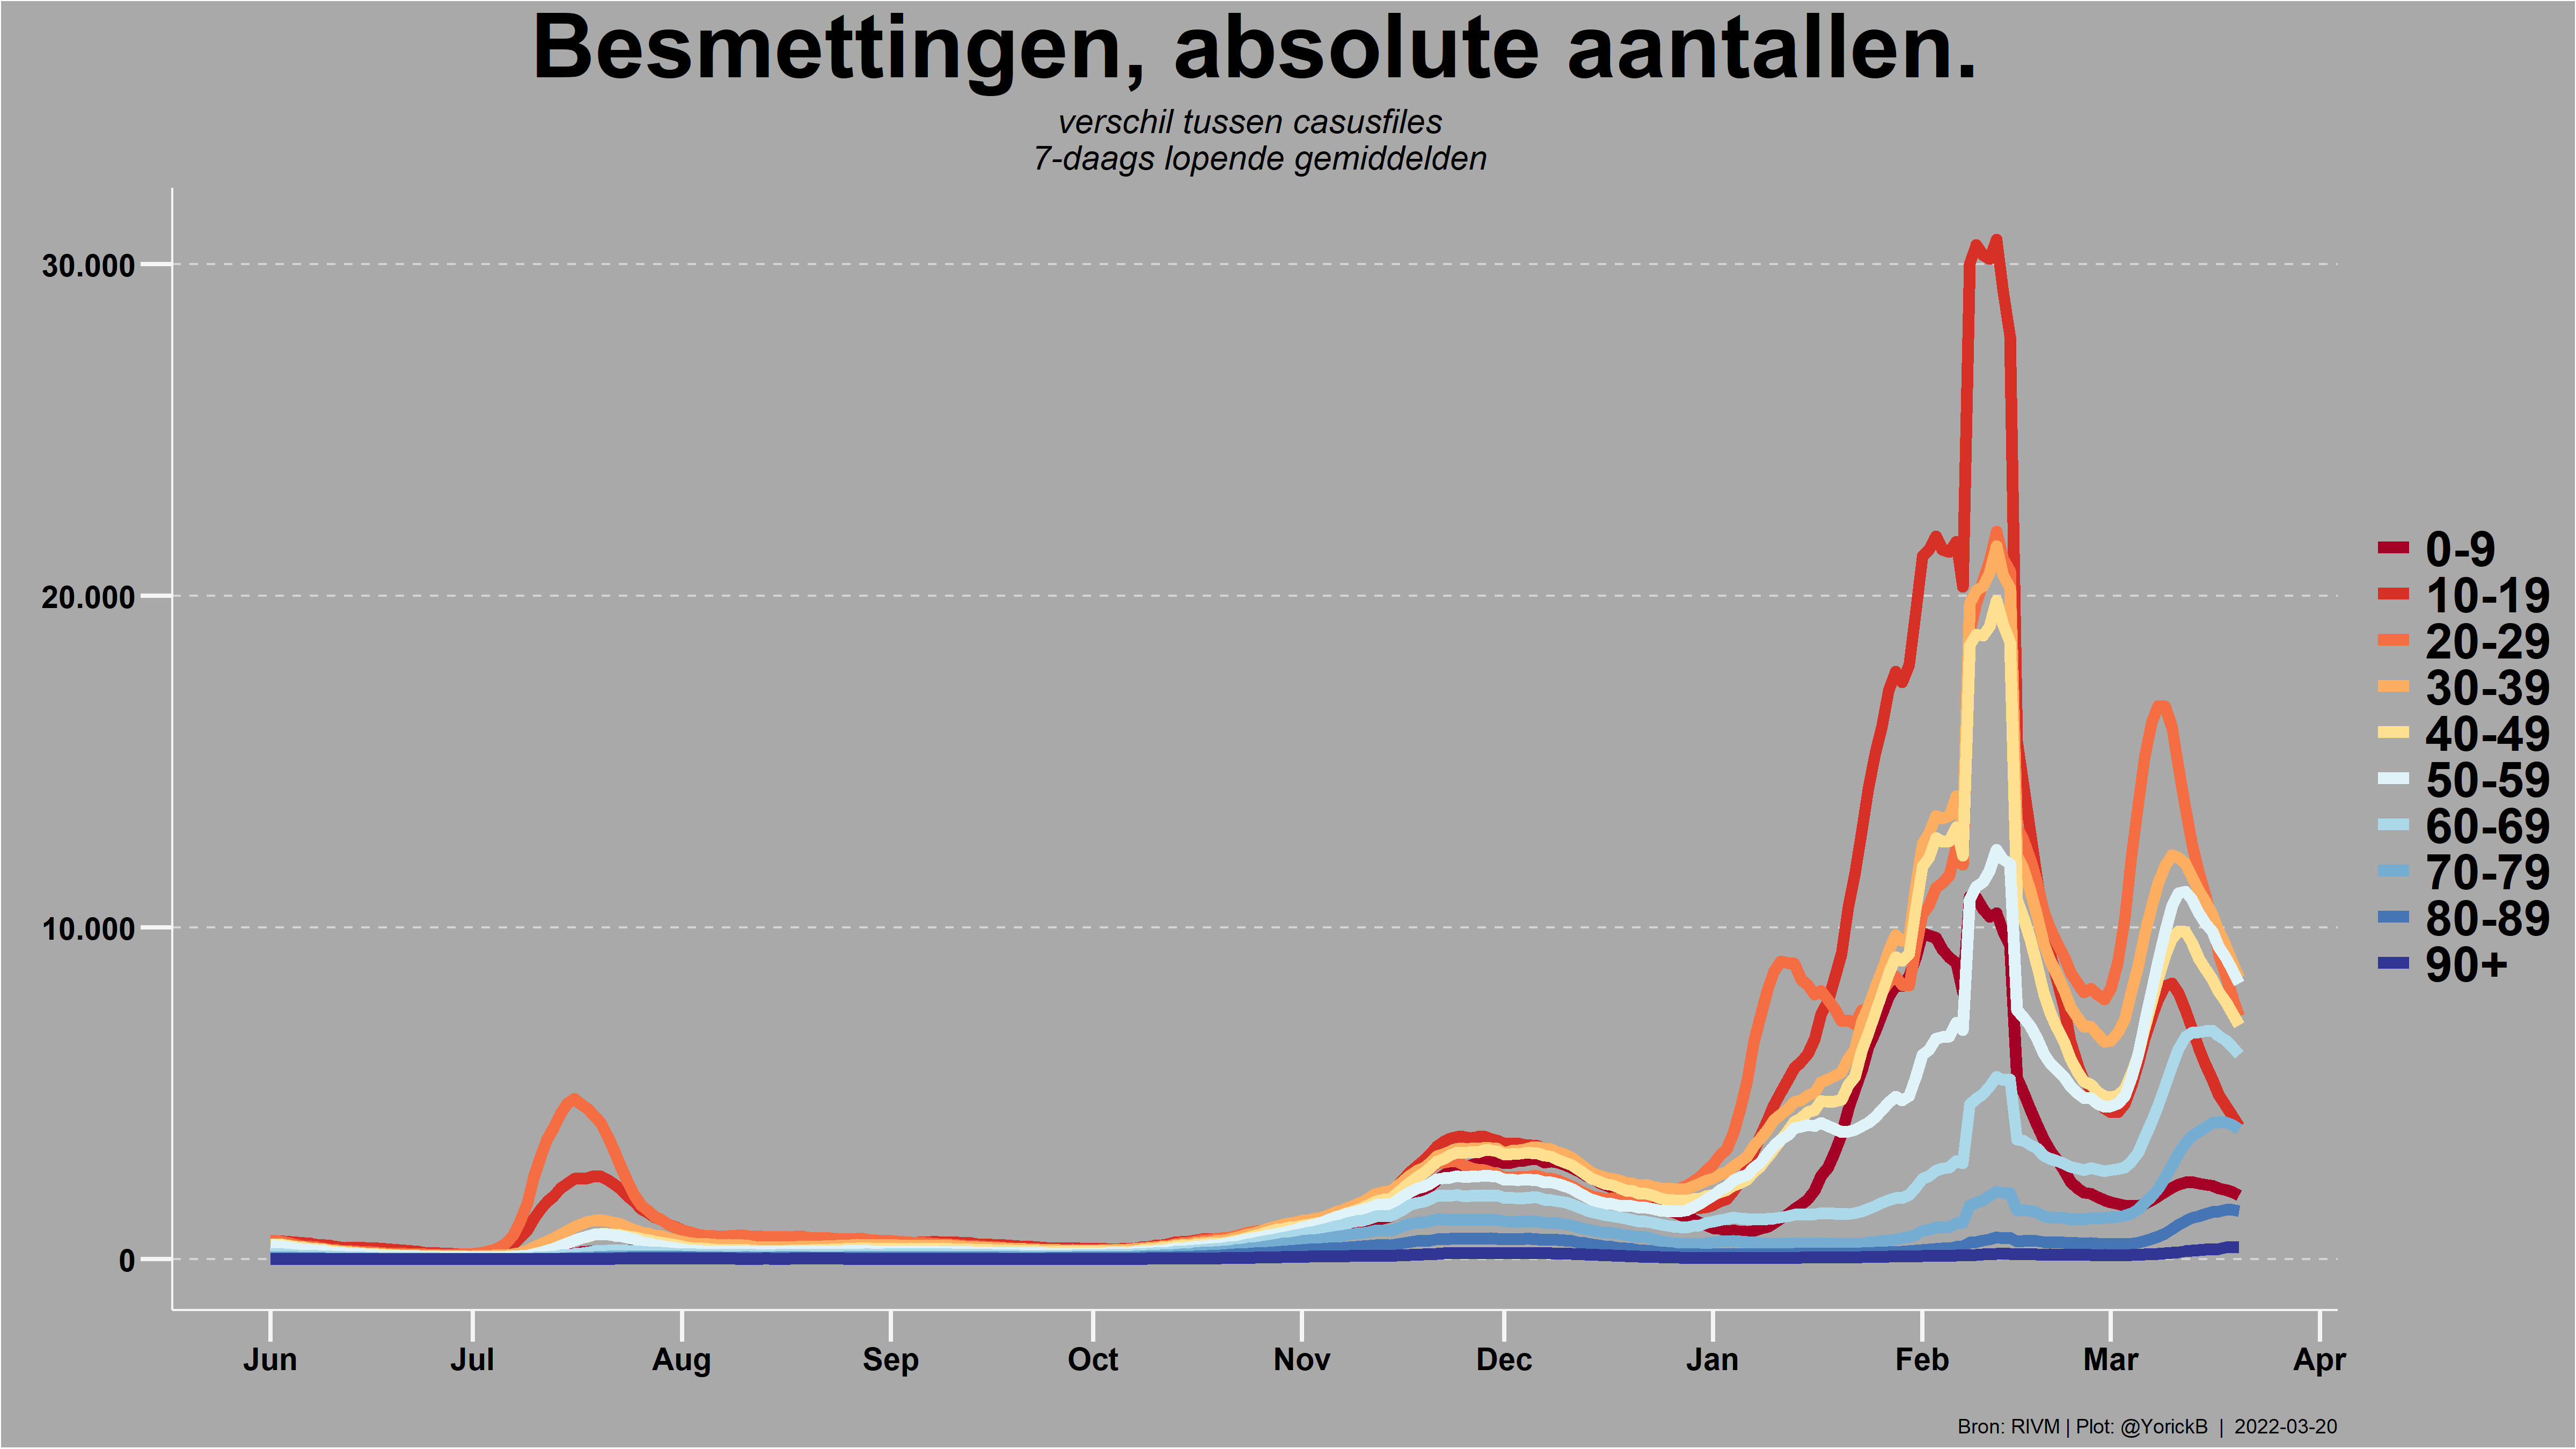 Besmettingen, absolute aantallen.
verschil tussen casusfiles
7-daags lopende gemiddelden
30.000
20.000
10.000
0
Jun Jul Aug Sep Oct Nov Dec Jan Feb Mar Apr
0-9
10-19
20-29
30-39
40-49
50-59
60-69
70-79
80-89
90+
Bron: RIVM | Plot: @YorickB | 2022-03-20